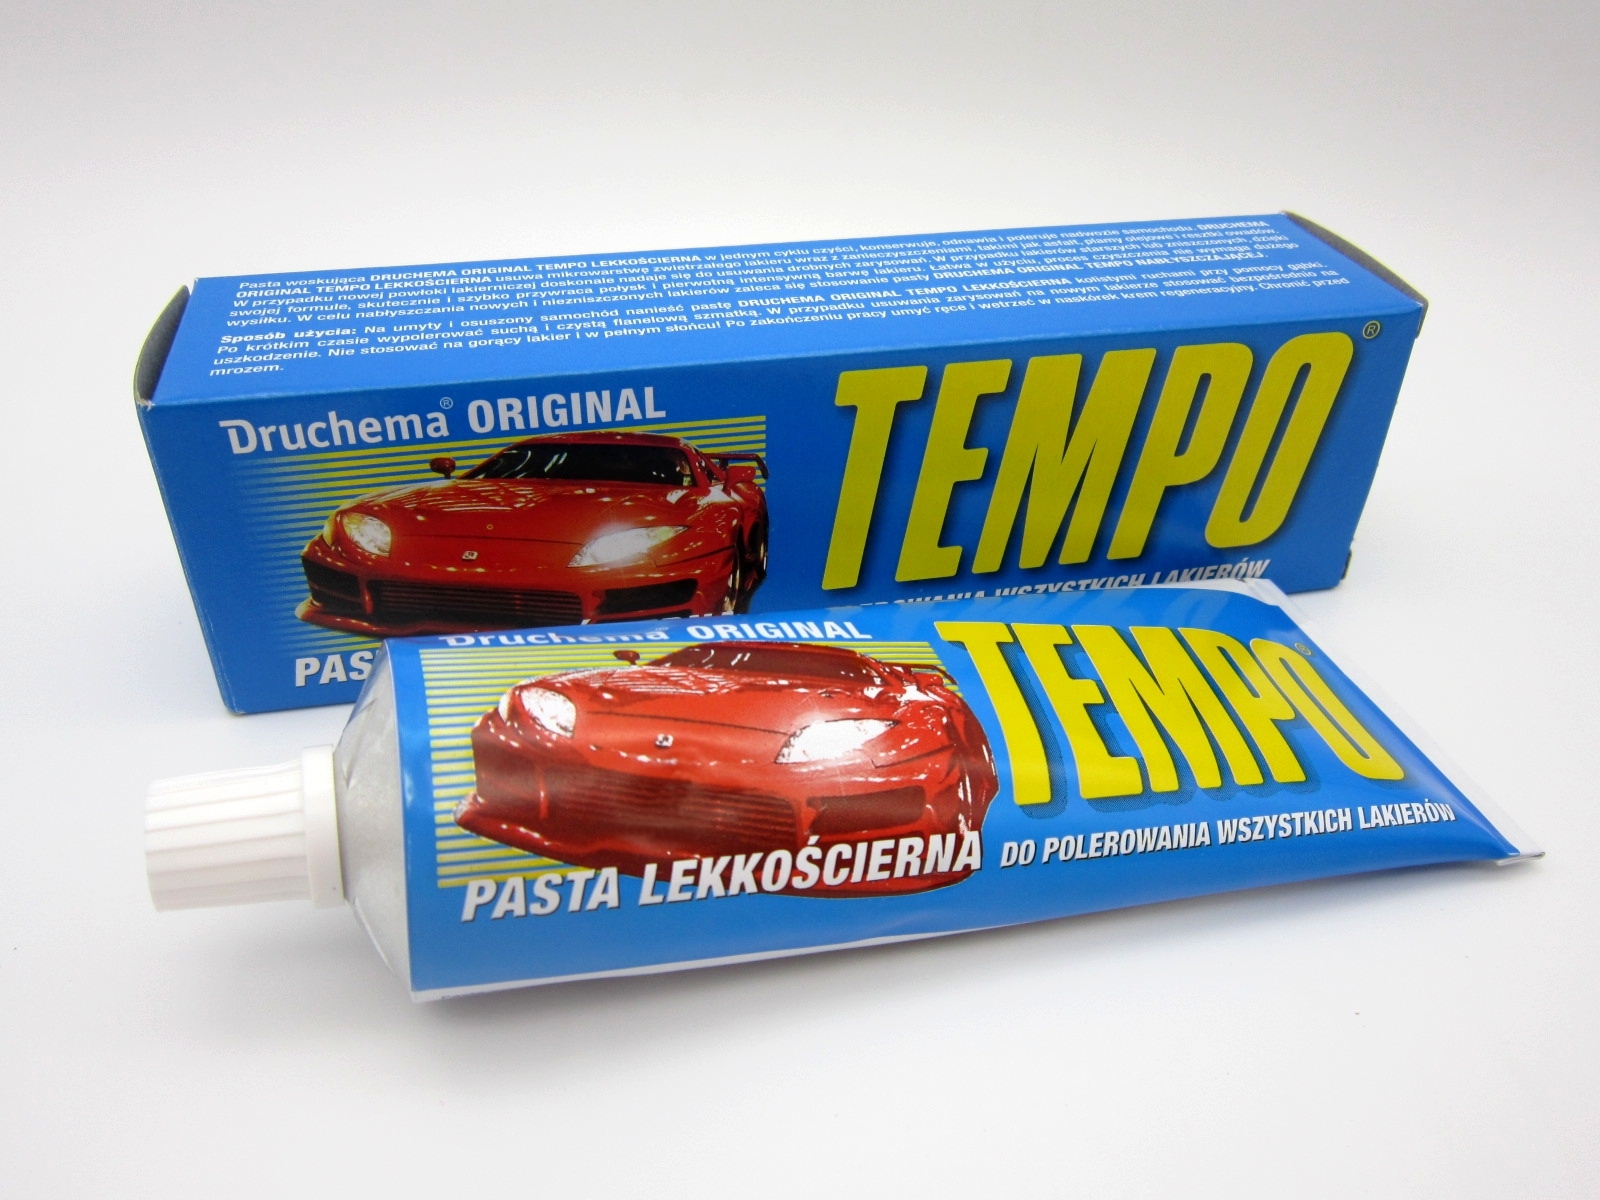 Pasta woskująca DRUCHEMA ORIGINAL TEMPO LEKKOŚCIERNA w jednym cyklu czyści, konserwuje, odnawia i poleruje nadwozie samochodu. DRUCHEMA
ORIGINAL TEMPO LEKKOŚCIERNA usuwa mikrowarstwę zwietrzałego lakieru wraz z zanieczyszczeniami, takimi jak asfalt, plamy olejowe i resztki owadów.
W przypadku nowej powłoki lakierniczej doskonale nadaje się do usuwania drobnych zarysowań. W przypadku lakierów starszych lub zniszczonych, dzięki
swojej formule, skutecznie i szybko przywraca połysk i pierwotną intensywną barwę lakieru. Łatwa w użyciu, proces czyszczenia nie wymaga dużego
wysiłku. W celu nabłyszczania nowych i niezniszczonych lakierów zaleca się stosowanie pasty DRUCHEMA ORIGINAL TEMPO NABŁYSZCZAJĄCEJ.
Sposób użycia: Na umyty i osuszony samochód nanieść pastę DRUCHEMA ORIGINAL TEMPO LEKKOŚCIERNA kolistymi ruchami przy pomocy gąbki.
Po krótkim czasie wypolerować suchą i czystą flanelową szmatką. W przypadku usuwania zarysowań na nowym lakierze stosować bezpośrednio na
uszkodzenie. Nie stosować na gorący lakier i w pełnym słońcu! Po zakończeniu pracy umyć ręce i wetrzeć w naskórek krem regeneracyjny. Chronić przed
mrozem.
Druchema® ORIGINAL
TEMPO®
WSZYSTKICH LAKIERÓW
PAS
Druchema® ORIGINAL
TEMPO®
PASTA LEKKOŚCIERNA DO POLEROWANIA WSZYSTKICH LAKIERÓW